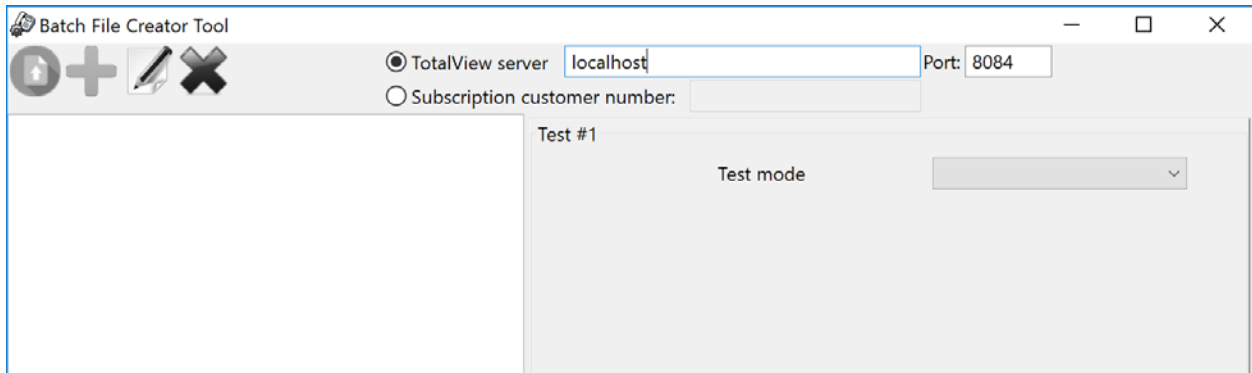 Batch File Creator Tool
TotalView server localhost Port: 8084
Subscription customer number:
Test #1
Test mode